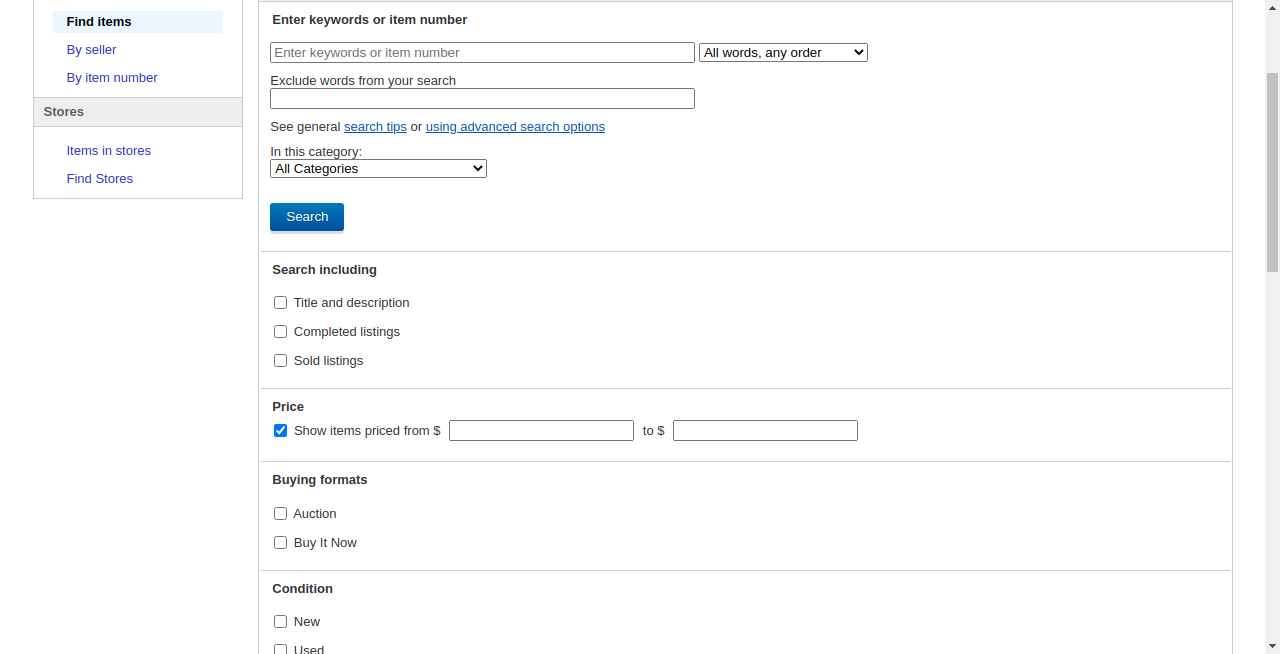 Find items
By seller
By item number
Stores
Items in stores
Find Stores
Enter keywords or item number
Enter keywords or item number All words, any order
Exclude words from your search
See general search tips or using advanced search options
In this category:
All Categories
Search
Search including
Title and description
Completed listings
Sold listings
Price
Show items priced from $ to $
Buying formats
Auction
Buy It Now
Condition
New
Used